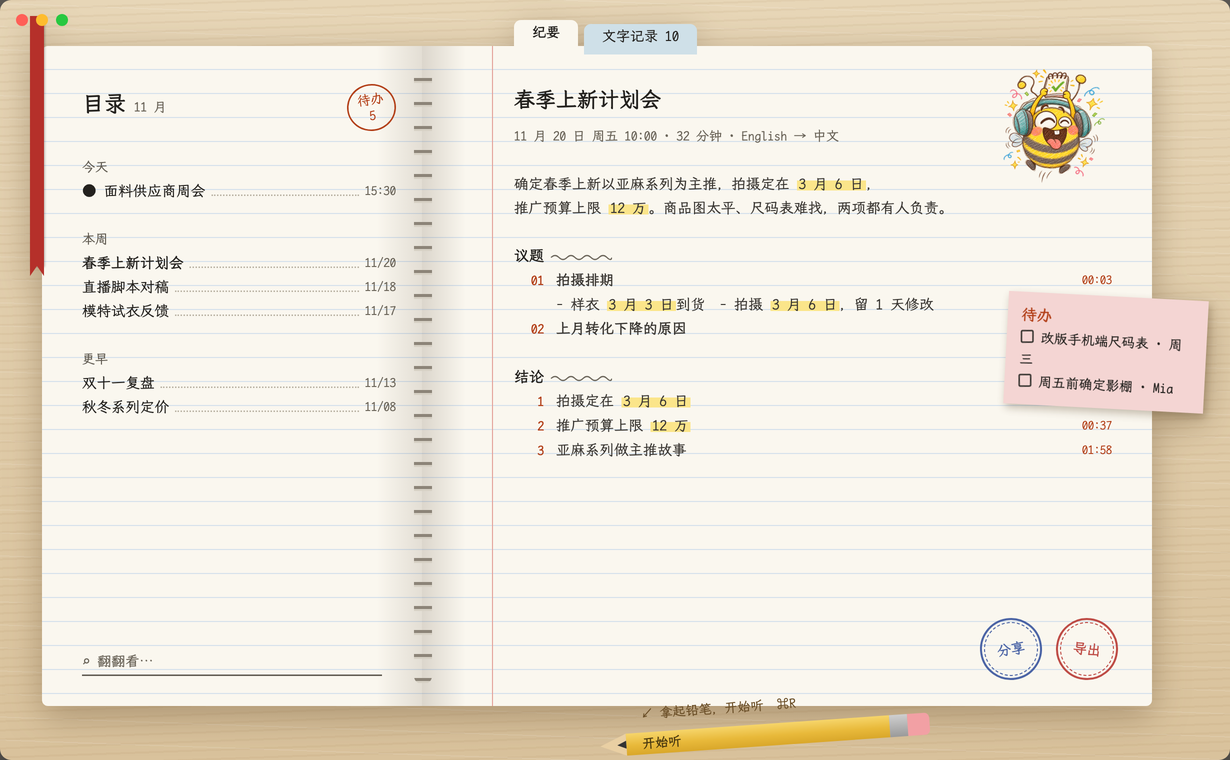 纪要
文字记录 10
目录 11 月
待办
5
今天
面料供应商周会 15:30
本周
春季上新计划会 11/20
直播脚本对稿 11/18
模特试衣反馈 11/17
更早
双十一复盘 11/13
秋冬系列定价 11/08
翻翻看…
春季上新计划会
11 月 20 日 周五 10:00 · 32 分钟 · English → 中文
确定春季上新以亚麻系列为主推，拍摄定在 3 月 6 日，
推广预算上限 12 万。商品图太平、尺码表难找，两项都有人负责。
议题
01 拍摄排期 00:03
- 样衣 3 月 3 日到货 - 拍摄 3 月 6 日，留 1 天修改
02 上月转化下降的原因
结论
1 拍摄定在 3 月 6 日
2 推广预算上限 12 万 00:37
3 亚麻系列做主推故事 01:58
待办
改版手机端尺码表 · 周
三
周五前确定影棚 · Mia
分享
导出
↙ 拿起铅笔，开始听 ⌘R
开始听